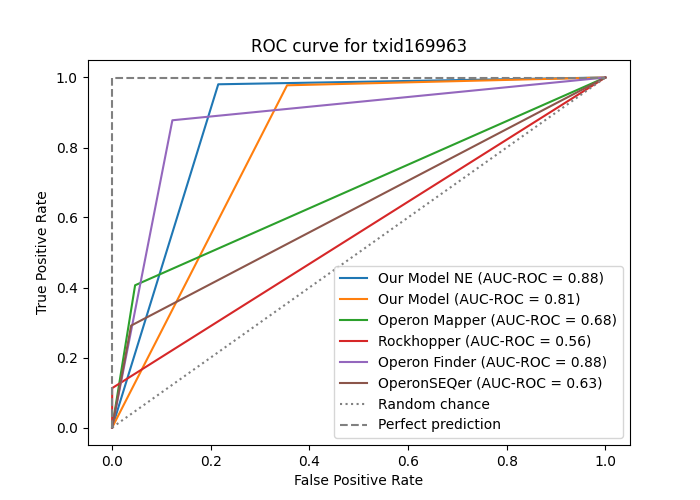 ROC curve for txid169963
True Positive Rate
1.0
0.8
0.6
0.4
0.2
0.0
Our Model NE (AUC-ROC = 0.88)
Our Model (AUC-ROC = 0.81)
Operon Mapper (AUC-ROC = 0.68)
Rockhopper (AUC-ROC = 0.56)
Operon Finder (AUC-ROC = 0.88)
OperonSEQer (AUC-ROC = 0.63)
Random chance
Perfect prediction
0.0 0.2 0.4 0.6 0.8 1.0
False Positive Rate